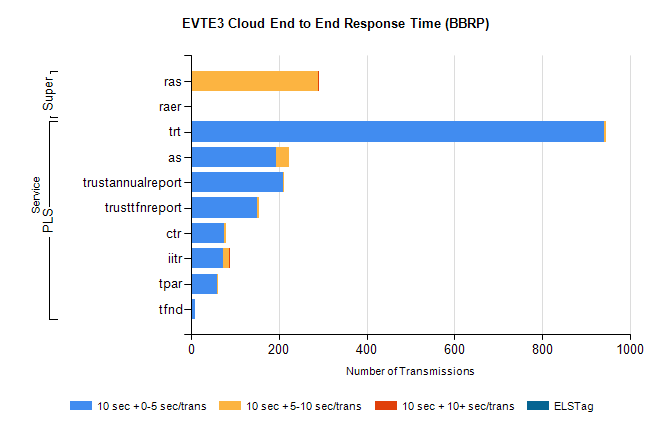 EVTE3 Cloud End to End Response Time (BBRP)
Service
Super
PLS
ras
raer
trt
as
trustannualreport
trusttfnreport
ctr
iitr
tpar
tfnd
0 200 400 600 800 1000
Number of Transmissions
10 sec +0-5 sec/trans 10 sec +5-10 sec/trans 10 sec + 10+ sec/trans ELSTag